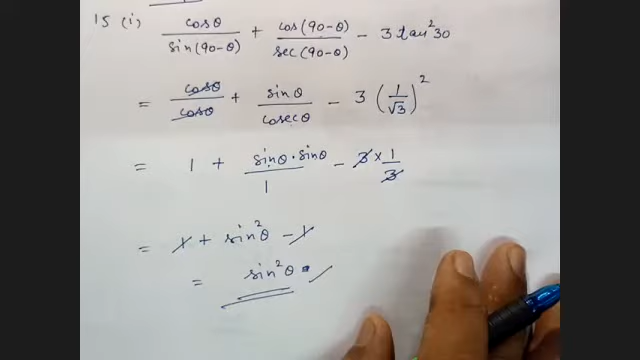 15 (i) cosθ / sin(90-θ) + cos(90-θ) / sec(90-θ) - 3 tan²30
= cosθ / cosθ + sinθ / cosecθ - 3 (1/√3)²
= 1 + sinθ·sinθ / 1 - 3 × 1/3
= 1 + sin²θ - 1
= sin²θ